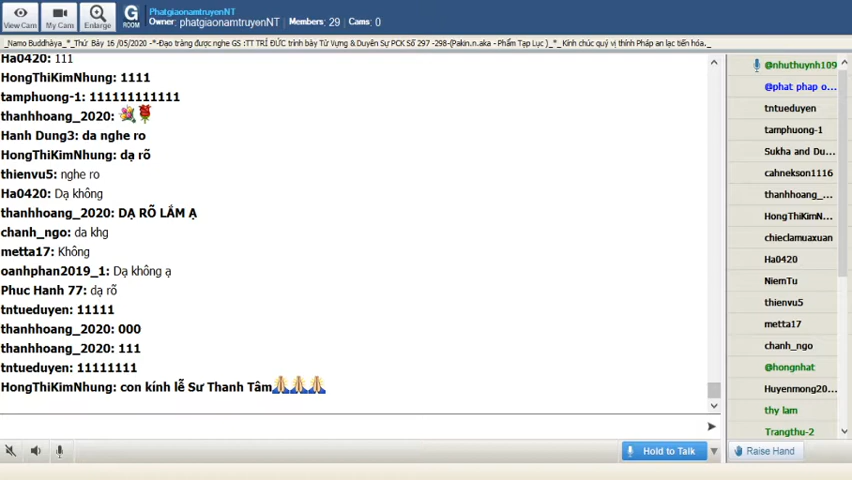 View Cam
My Cam
Enlarge
G
ROOM
PhatgiaonamtruyenNT
Owner: phatgiaonamtruyenNT Members: 29 Cams: 0
_Namo Buddhàya_*_Thứ Bảy 16 /05/2020 -*-Đạo tràng được nghe GS :TT TRÍ ĐỨC trình bày Từ Vựng &Duyên Sự PCK Số 297 -298-(Pakin.n.aka - Phẩm Tạp Lục )_*_Kính chúc quý vị thính Pháp an lạc tiến hóa._
Ha0420: 111
HongThiKimNhung: 1111
tamphuong-1: 111111111111
thanhhoang_2020:
Hanh Dung3: da nghe ro
HongThiKimNhung: dạ rõ
thienvu5: nghe ro
Ha0420: Dạ không
thanhhoang_2020: DẠ RÕ LẮM Ạ
chanh_ngo: da khg
metta17: Không
oanhphan2019_1: Dạ không ạ
Phuc Hanh 77: dạ rõ
tntueduyen: 11111
thanhhoang_2020: 000
thanhhoang_2020: 111
tntueduyen: 11111111
HongThiKimNhung: con kính lễ Sư Thanh Tâm
@nhuthuynh109
@phat phap o...
tntueduyen
tamphuong-1
Sukha and Du...
cahnekson1116
thanhhoang_...
HongThiKimN...
chieclamuaxuan
Ha0420
NiemTu
thienvu5
metta17
chanh_ngo
@hongnhat
Huyenmong20...
thy lam
Trangthu-2
Hold to Talk
Raise Hand